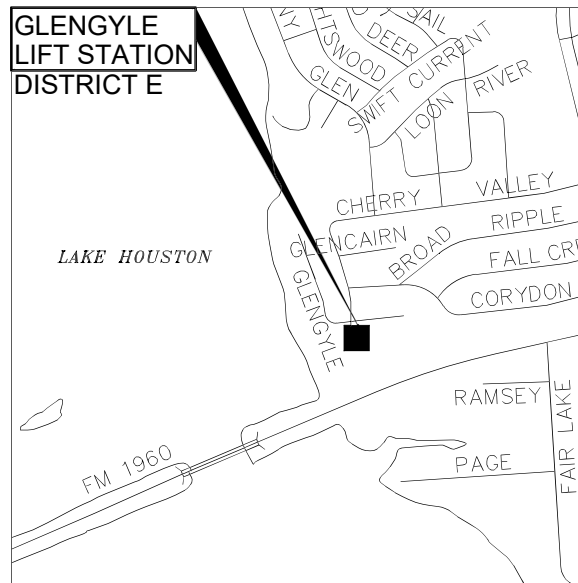 GLENGYLE
LIFT STATION
DISTRICT E
SAIL
DEER
GLEN
SWIFT CURRENT
LOON RIVER
CHERRY VALLEY
GLENCAIRN
BROAD RIPPLE
FALL CRE
CORYDON
LAKE HOUSTON
GLENGYLE
RAMSEY
FAIR LAKE
FM 1960
PAGE